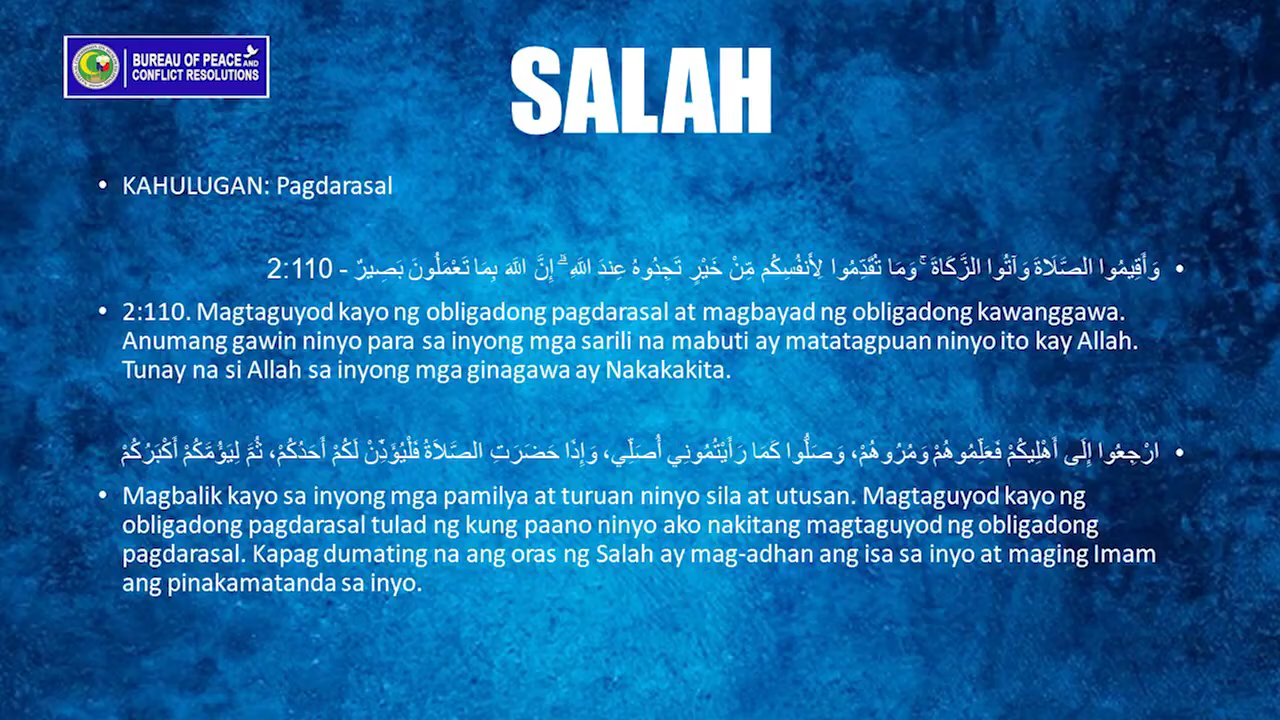 BUREAU OF PEACE AND
CONFLICT RESOLUTIONS
SALAH
• KAHULUGAN: Pagdarasal
• وَأَقِيمُوا الصَّلَاةَ وَآتُوا الزَّكَاةَ ۚ وَمَا تُقَدِّمُوا لِأَنفُسِكُم مِّنْ خَيْرٍ تَجِدُوهُ عِندَ اللَّهِ ۗ إِنَّ اللَّهَ بِمَا تَعْمَلُونَ بَصِيرٌ - 2:110
• 2:110. Magtaguyod kayo ng obligadong pagdarasal at magbayad ng obligadong kawanggawa.
Anumang gawin ninyo para sa inyong mga sarili na mabuti ay matatagpuan ninyo ito kay Allah.
Tunay na si Allah sa inyong mga ginagawa ay Nakakakita.
• ارْجِعُوا إِلَى أَهْلِيكُمْ فَعَلِّمُوهُمْ وَمُرُوهُمْ، وَصَلُّوا كَمَا رَأَيْتُمُونِي أُصَلِّي، وَإِذَا حَضَرَتِ الصَّلاَةُ فَلْيُؤَذِّنْ لَكُمْ أَحَدُكُمْ، ثُمَّ لِيَؤُمَّكُمْ أَكْبَرُكُمْ
• Magbalik kayo sa inyong mga pamilya at turuan ninyo sila at utusan. Magtaguyod kayo ng
obligadong pagdarasal tulad ng kung paano ninyo ako nakitang magtaguyod ng obligadong
pagdarasal. Kapag dumating na ang oras ng Salah ay mag-adhan ang isa sa inyo at maging Imam
ang pinakamatanda sa inyo.